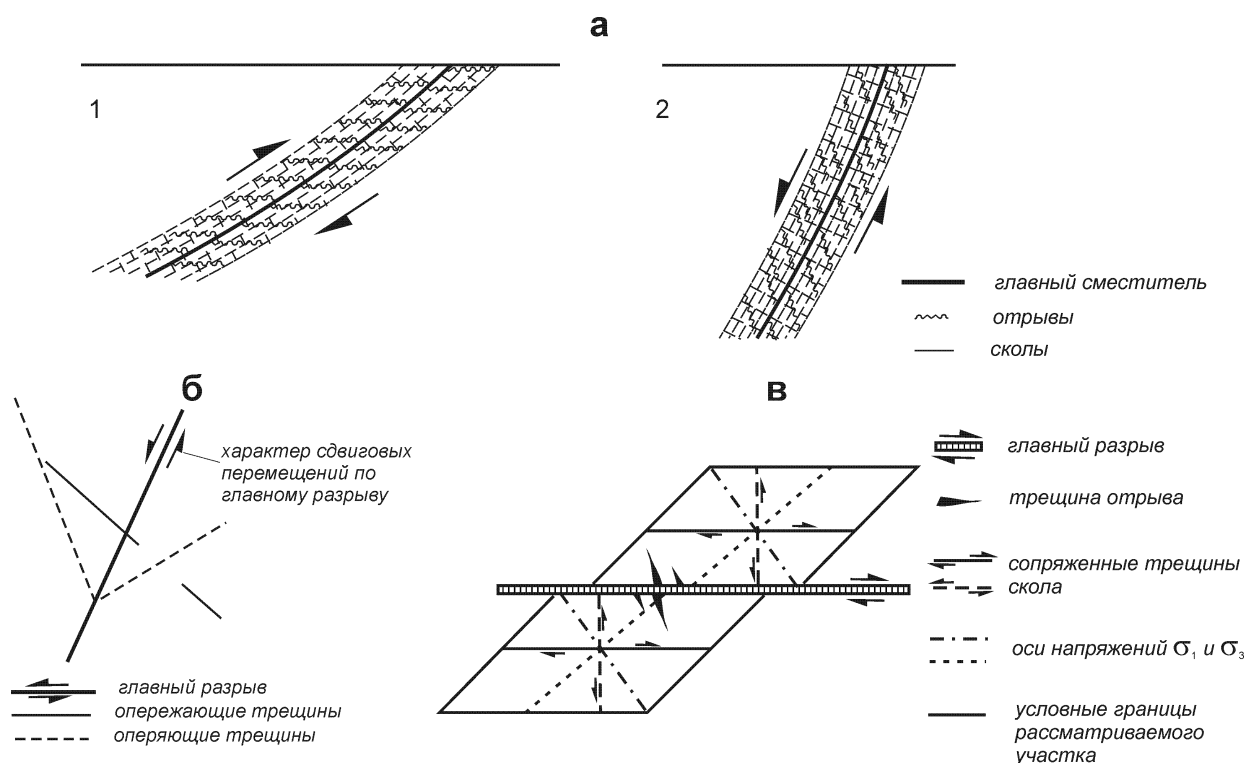 а
1
2
главный сместитель
отрывы
сколы
б
характер сдвиговых
перемещений по
главному разрыву
главный разрыв
опережающие трещины
оперяющие трещины
в
главный разрыв
трещина отрыва
сопряженные трещины
скола
оси напряжений σ1 и σ3
условные границы
рассматриваемого
участка